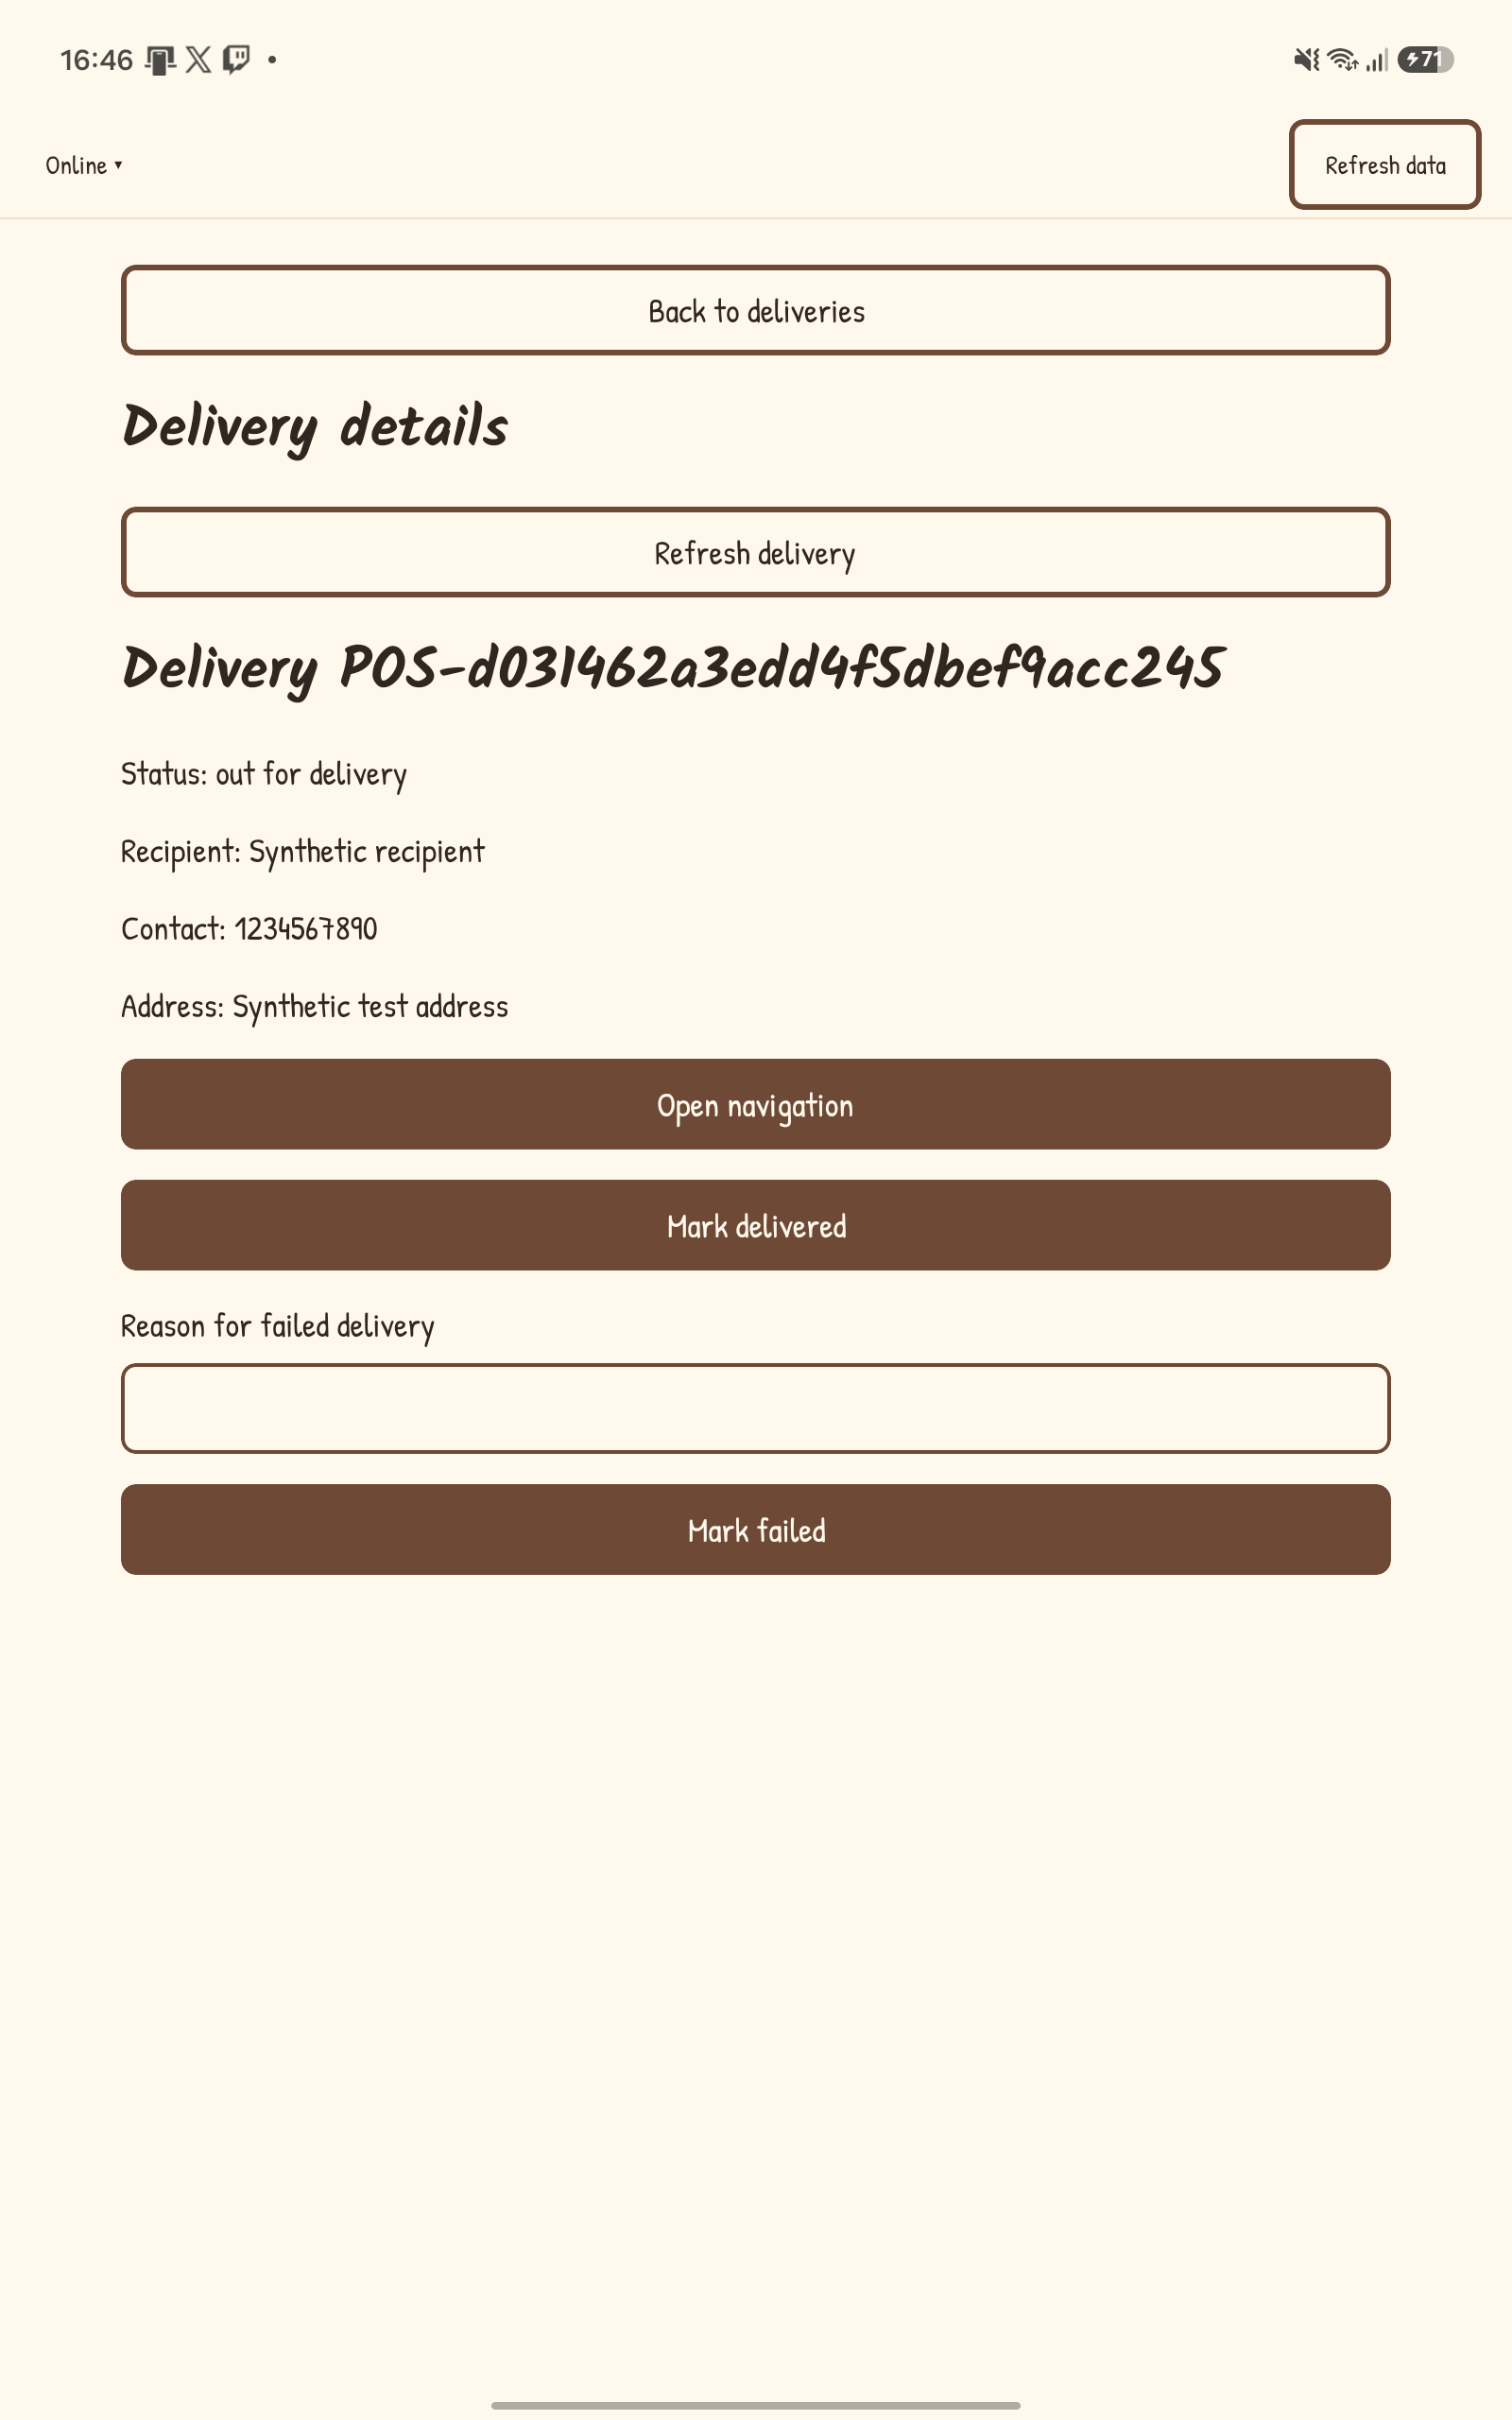 16:46
71
Online ▾
Refresh data
Back to deliveries
Delivery details
Refresh delivery
Delivery POS-d031462a3edd4f5dbef9acc245
Status: out for delivery
Recipient: Synthetic recipient
Contact: 1234567890
Address: Synthetic test address
Open navigation
Mark delivered
Reason for failed delivery
Mark failed